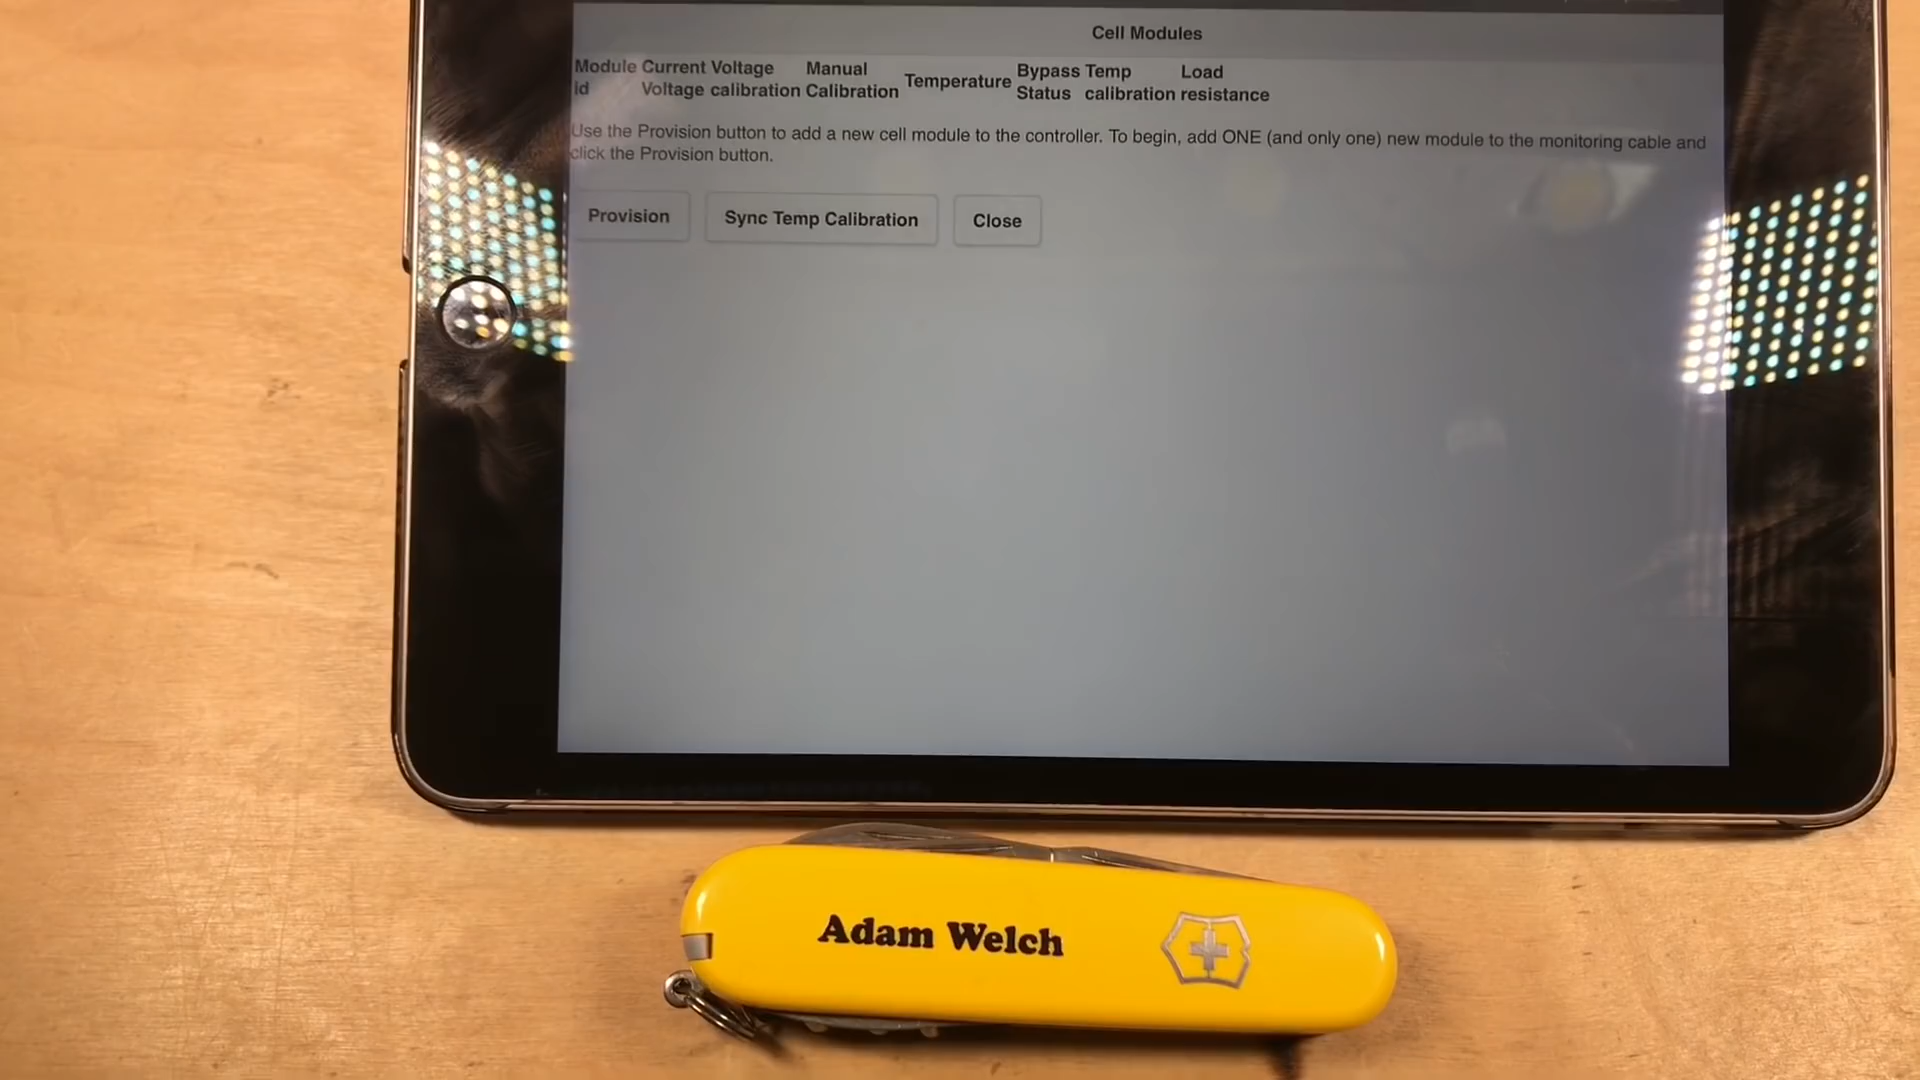 Cell Modules
Module Current Voltage Manual Temperature Bypass Temp Load
id Voltage calibration Calibration Status calibration resistance
Use the Provision button to add a new cell module to the controller. To begin, add ONE (and only one) new module to the monitoring cable and
click the Provision button.
Provision Sync Temp Calibration Close
Adam Welch